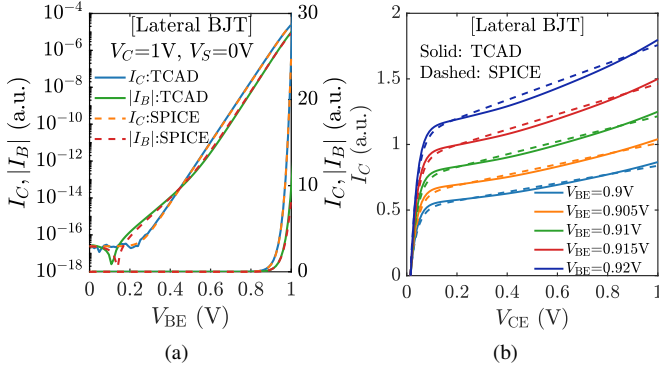 [Lateral BJT]
V_C=1V, V_S=0V
I_C:TCAD
|I_B|:TCAD
I_C:SPICE
|I_B|:SPICE
10^-4
10^-6
10^-8
10^-10
10^-12
10^-14
10^-16
10^-18
30
20
10
0
0 0.2 0.4 0.6 0.8 1
I_C, |I_B| (a.u.)
I_C, |I_B| (a.u.)
V_BE (V)
(a)
[Lateral BJT]
Solid: TCAD
Dashed: SPICE
2
1.5
1
0.5
0
I_C (a.u.)
V_BE=0.9V
V_BE=0.905V
V_BE=0.91V
V_BE=0.915V
V_BE=0.92V
0 0.2 0.4 0.6 0.8 1
V_CE (V)
(b)